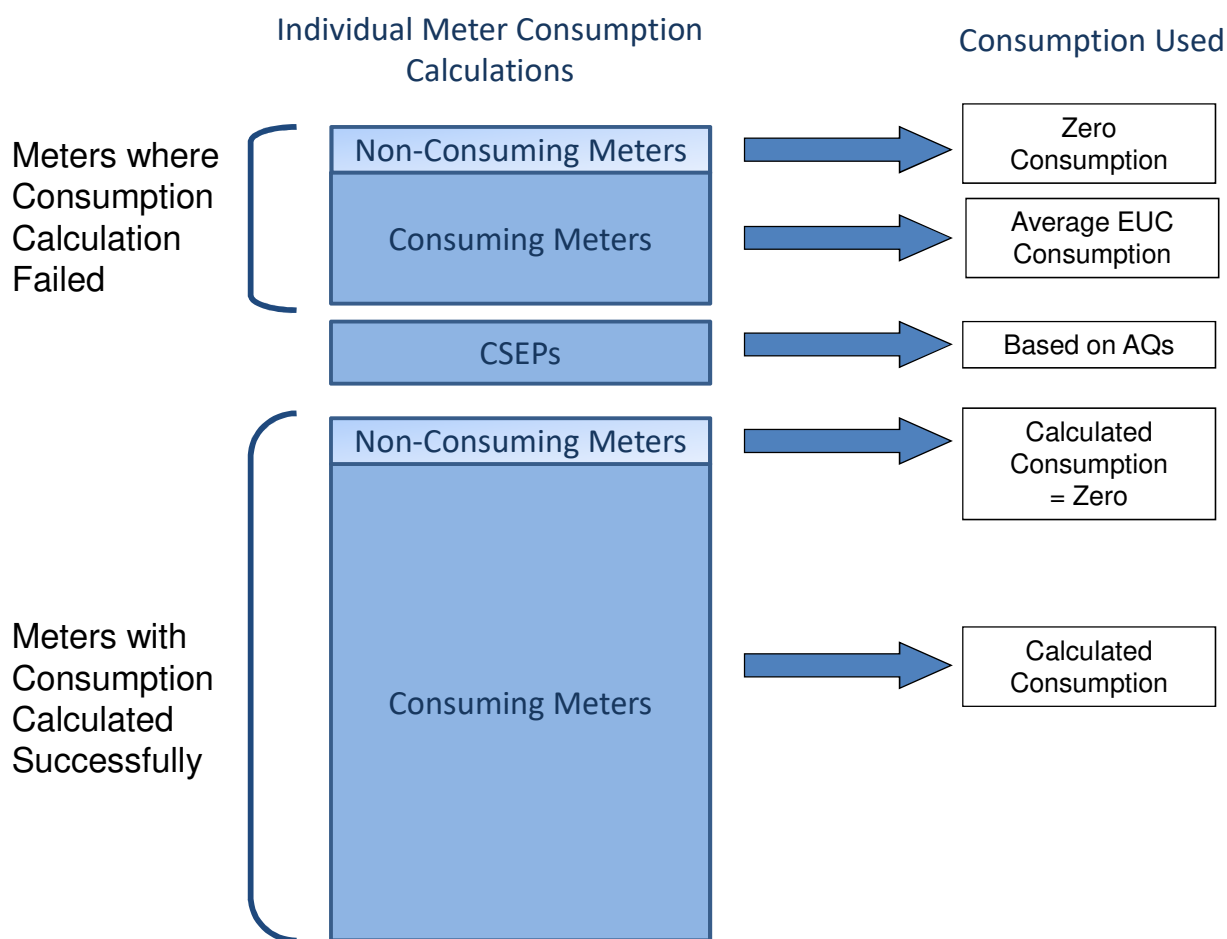 Individual Meter Consumption
Calculations
Consumption Used
Meters where
Consumption
Calculation
Failed
Non-Consuming Meters
Zero
Consumption
Consuming Meters
Average EUC
Consumption
CSEPs
Based on AQs
Meters with
Consumption
Calculated
Successfully
Non-Consuming Meters
Calculated
Consumption
= Zero
Consuming Meters
Calculated
Consumption